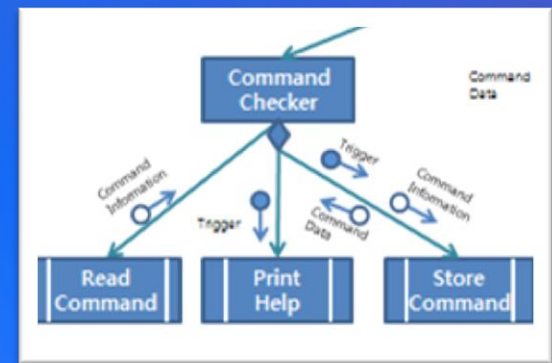 Command
Checker
Command
Data
Command
Information
Trigger
Trigger
Command
Data
Command
Information
Read
Command
Print
Help
Store
Command